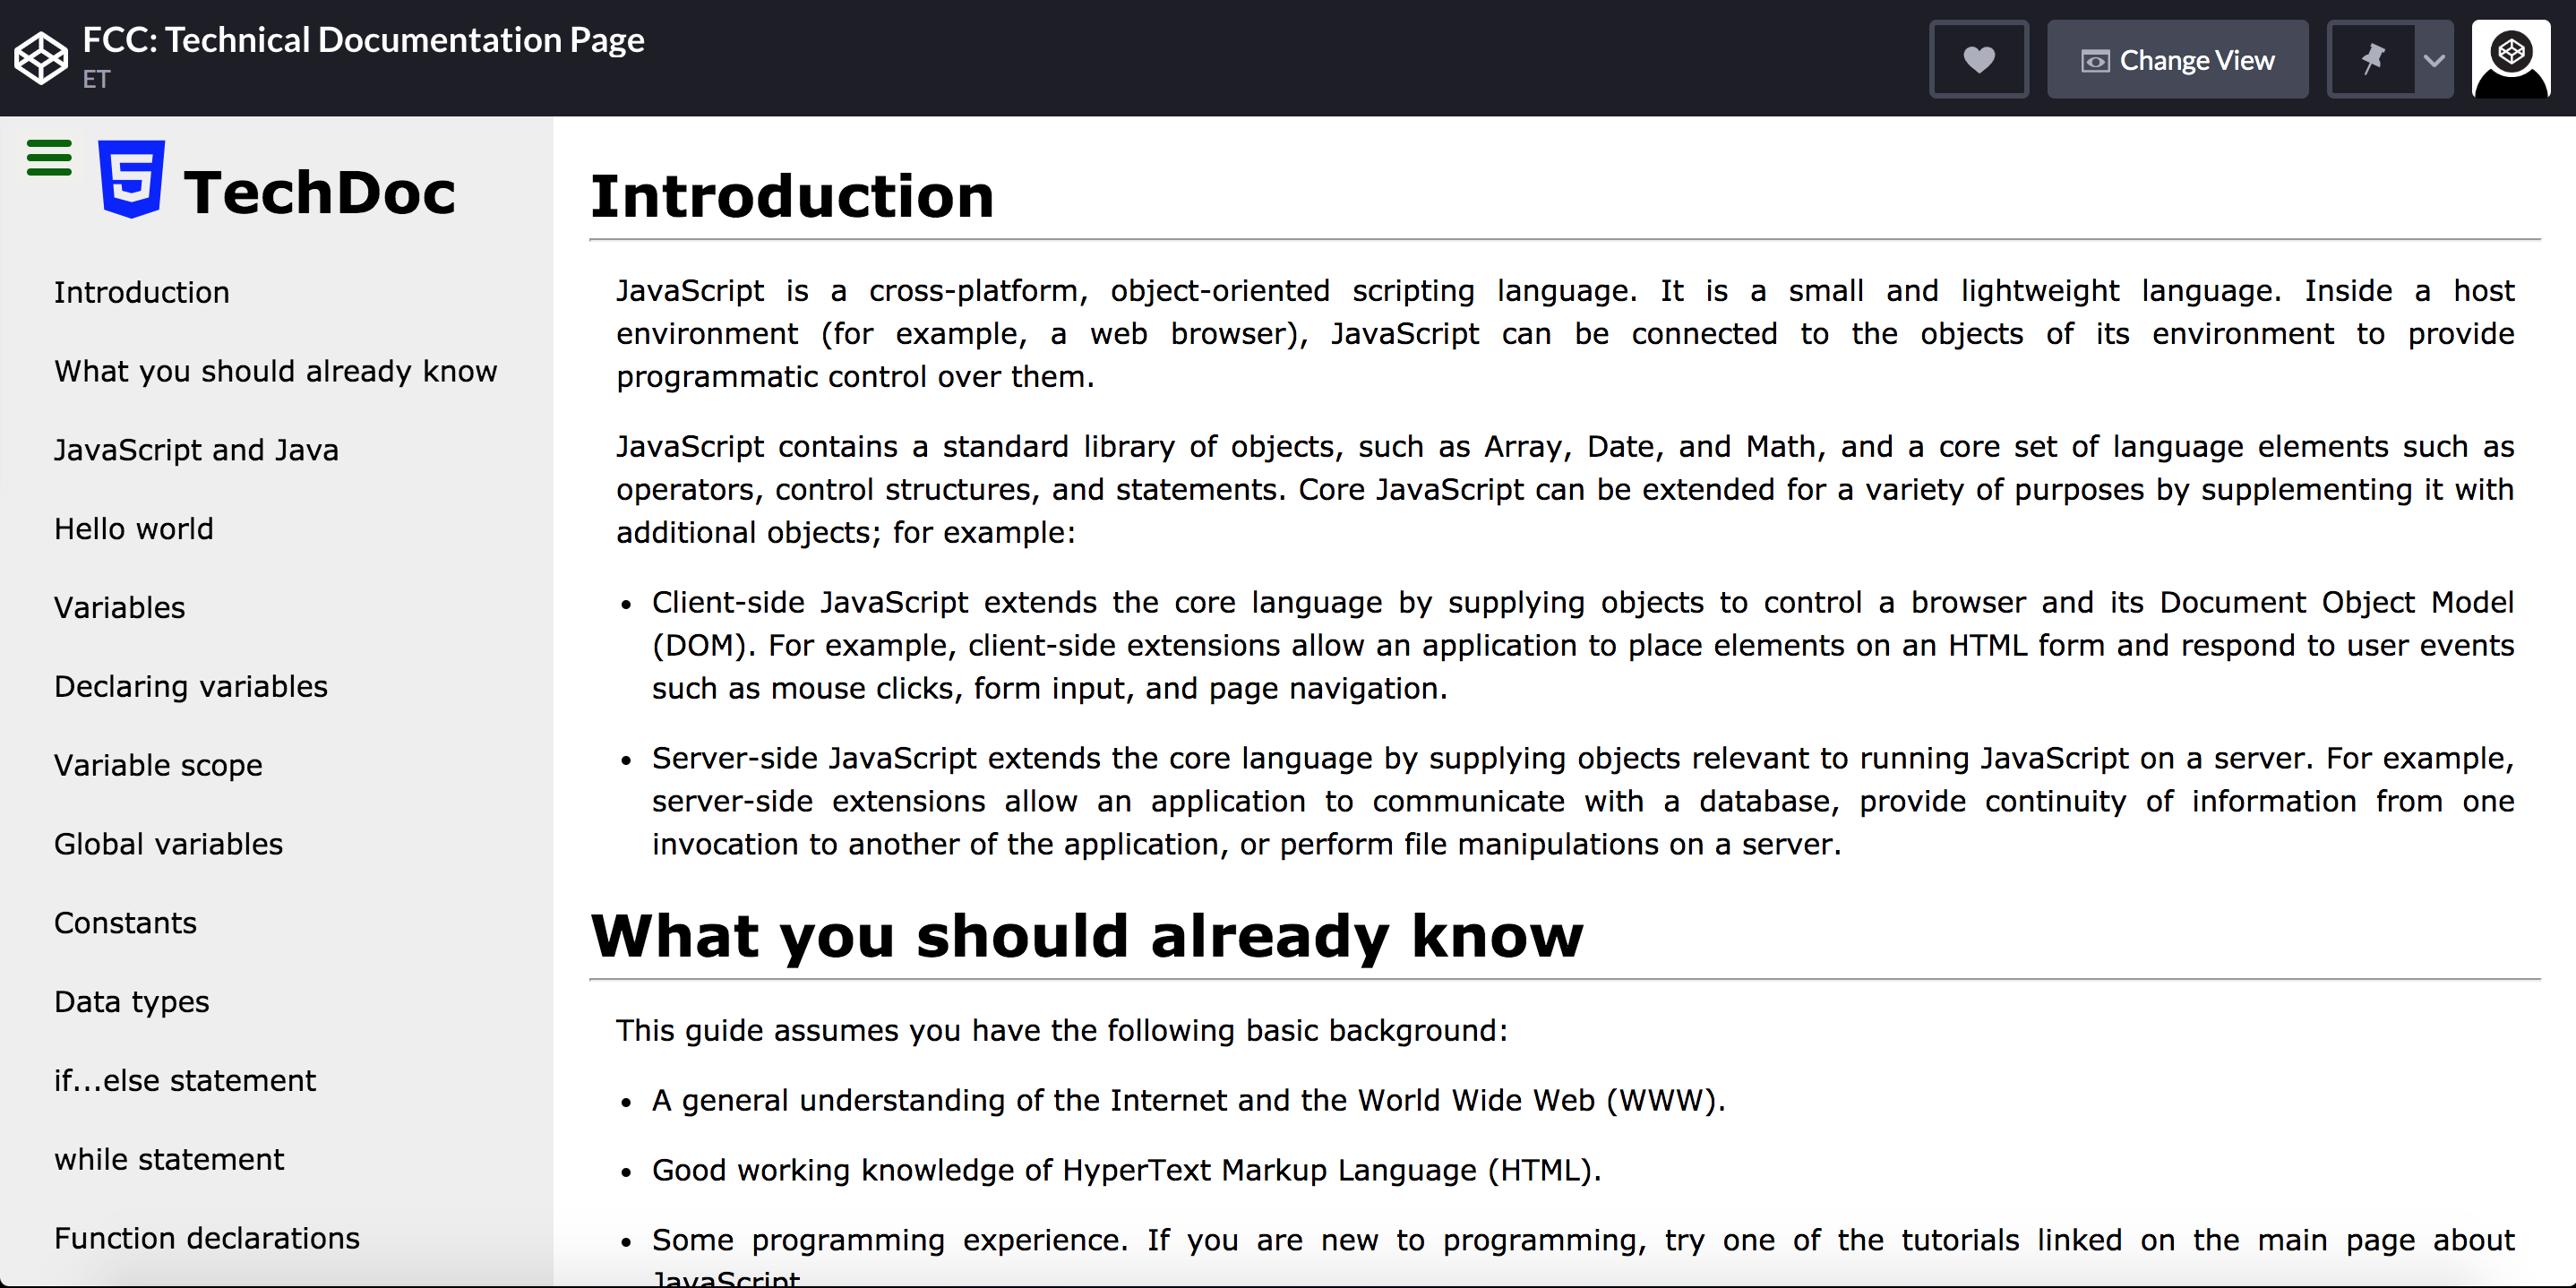 FCC: Technical Documentation Page
ET
Change View
TechDoc
Introduction
What you should already know
JavaScript and Java
Hello world
Variables
Declaring variables
Variable scope
Global variables
Constants
Data types
if...else statement
while statement
Function declarations
Introduction
JavaScript is a cross-platform, object-oriented scripting language. It is a small and lightweight language. Inside a host
environment (for example, a web browser), JavaScript can be connected to the objects of its environment to provide
programmatic control over them.
JavaScript contains a standard library of objects, such as Array, Date, and Math, and a core set of language elements such as
operators, control structures, and statements. Core JavaScript can be extended for a variety of purposes by supplementing it with
additional objects; for example:
• Client-side JavaScript extends the core language by supplying objects to control a browser and its Document Object Model
(DOM). For example, client-side extensions allow an application to place elements on an HTML form and respond to user events
such as mouse clicks, form input, and page navigation.
• Server-side JavaScript extends the core language by supplying objects relevant to running JavaScript on a server. For example,
server-side extensions allow an application to communicate with a database, provide continuity of information from one
invocation to another of the application, or perform file manipulations on a server.
What you should already know
This guide assumes you have the following basic background:
• A general understanding of the Internet and the World Wide Web (WWW).
• Good working knowledge of HyperText Markup Language (HTML).
• Some programming experience. If you are new to programming, try one of the tutorials linked on the main page about
JavaScript